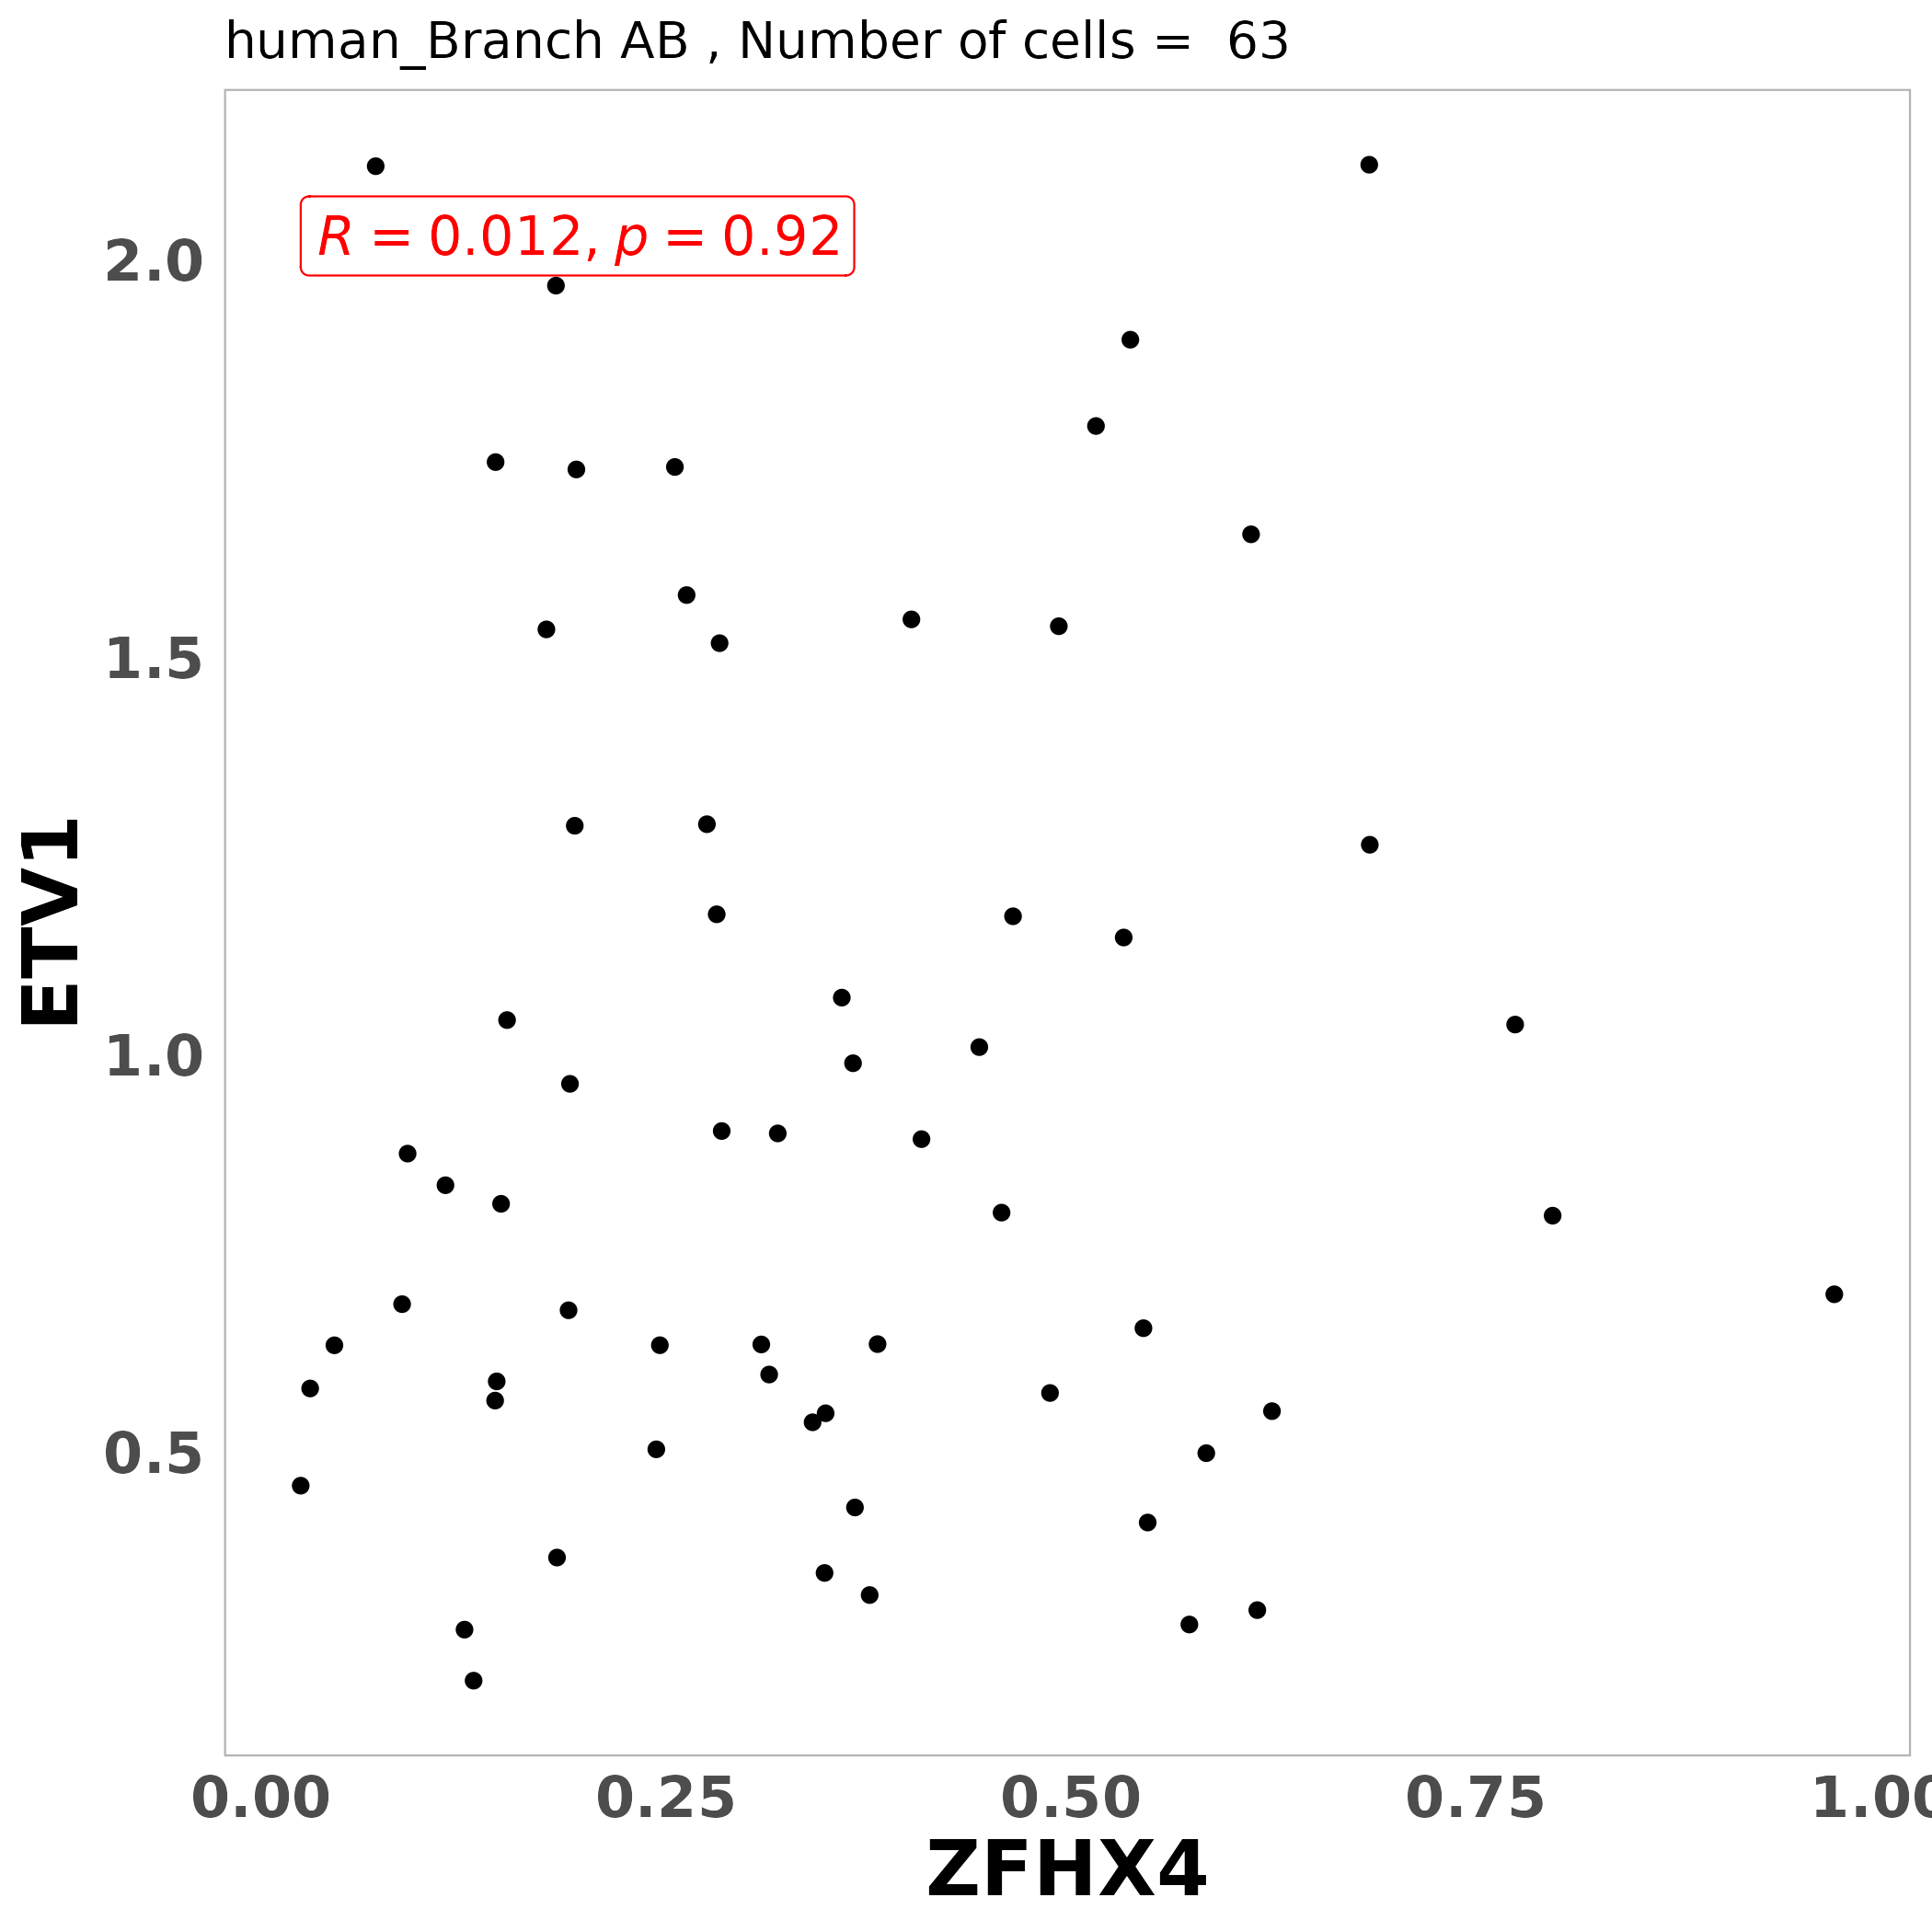 human_Branch AB , Number of cells =  63
R = 0.012, p = 0.92
2.0
1.5
1.0
0.5
ETV1
0.00 0.25 0.50 0.75 1.00
ZFHX4